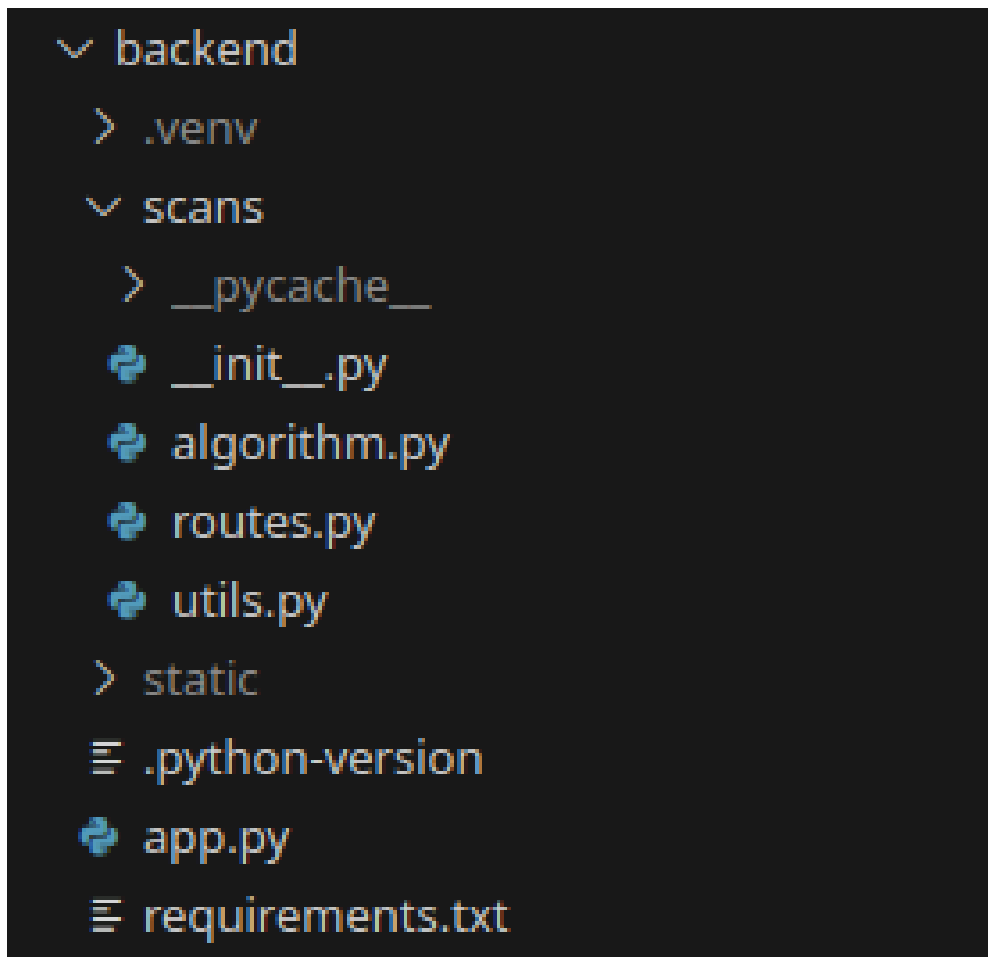 backend
.venv
scans
__pycache__
__init__.py
algorithm.py
routes.py
utils.py
static
.python-version
app.py
requirements.txt